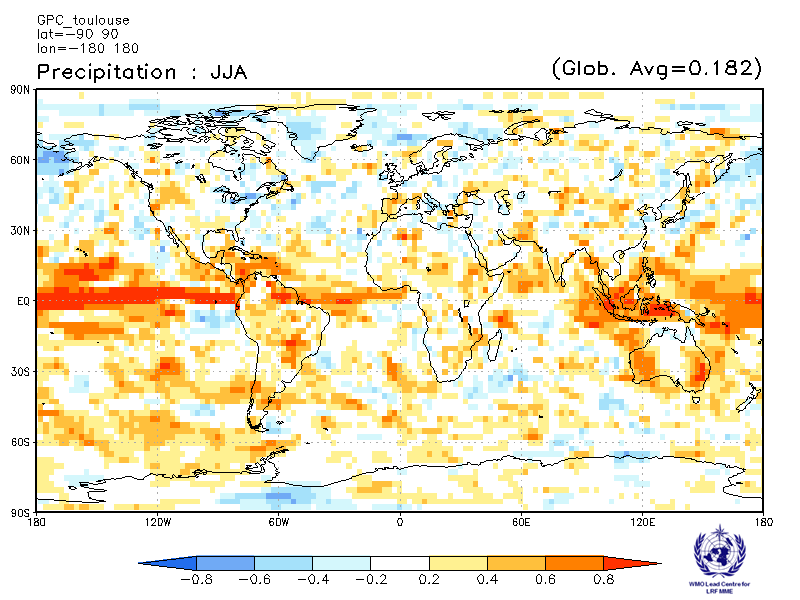 GPC_toulouse
lat=-90 90
lon=-180 180
Precipitation : JJA
(Glob. Avg=0.182)
90N
60N
30N
EQ
30S
60S
90S
180 120W 60W 0 60E 120E 180
-0.8 -0.6 -0.4 -0.2 0.2 0.4 0.6 0.8
WMO Lead Centre for
LRF MME